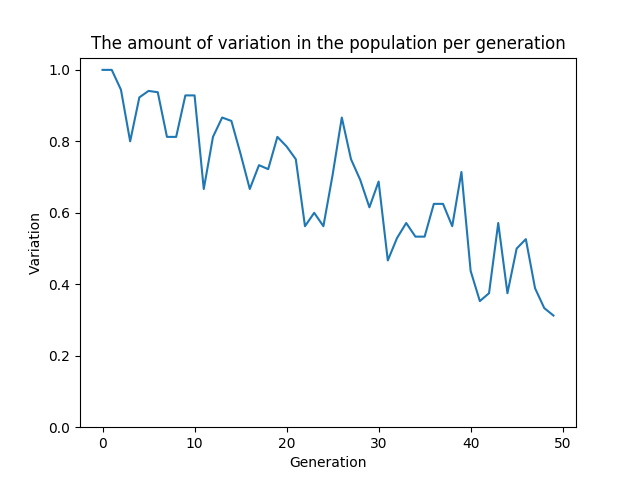 The amount of variation in the population per generation
1.0
0.8
0.6
0.4
0.2
0.0
Variation
0 10 20 30 40 50
Generation